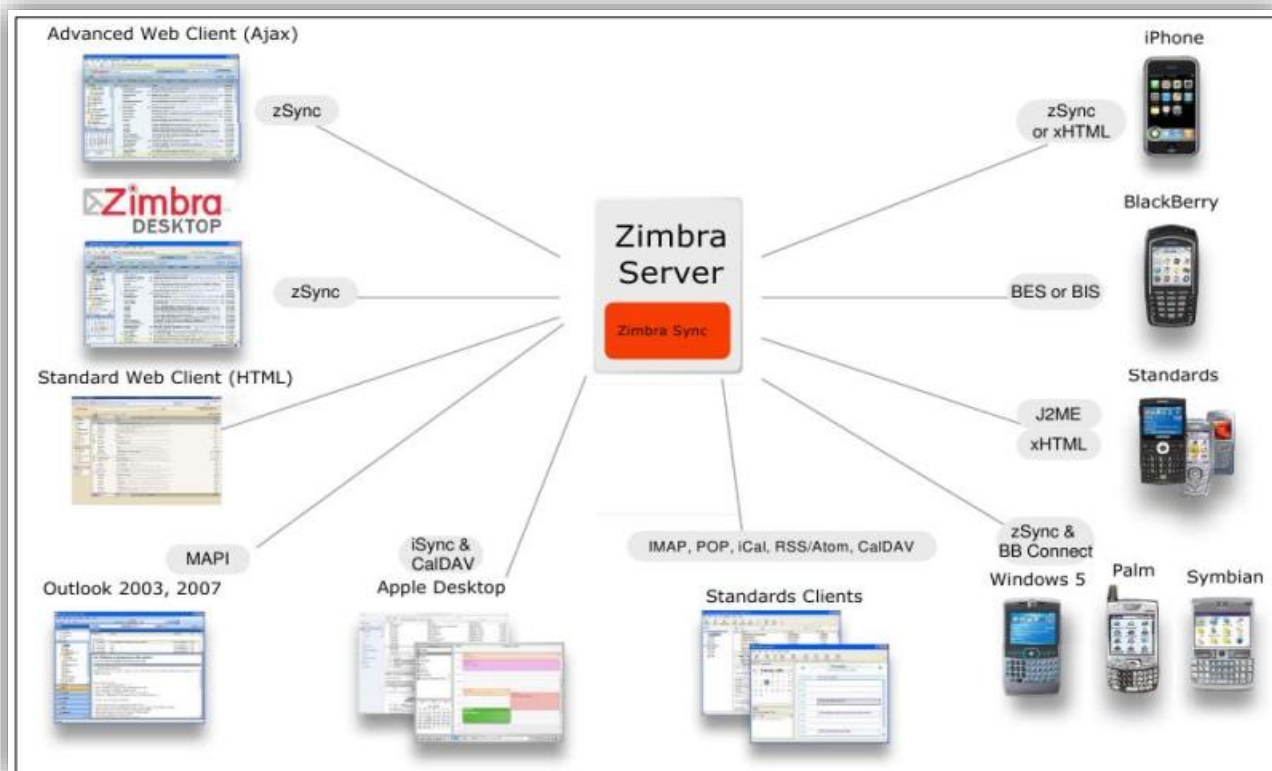 Advanced Web Client (Ajax)
zSync
Zimbra
DESKTOP
zSync
Standard Web Client (HTML)
MAPI
Outlook 2003, 2007
iSync &
CalDAV
Apple Desktop
Zimbra
Server
Zimbra Sync
IMAP, POP, iCal, RSS/Atom, CalDAV
Standards Clients
iPhone
zSync
or xHTML
BlackBerry
BES or BIS
Standards
J2ME
xHTML
zSync &
BB Connect
Windows 5
Palm
Symbian